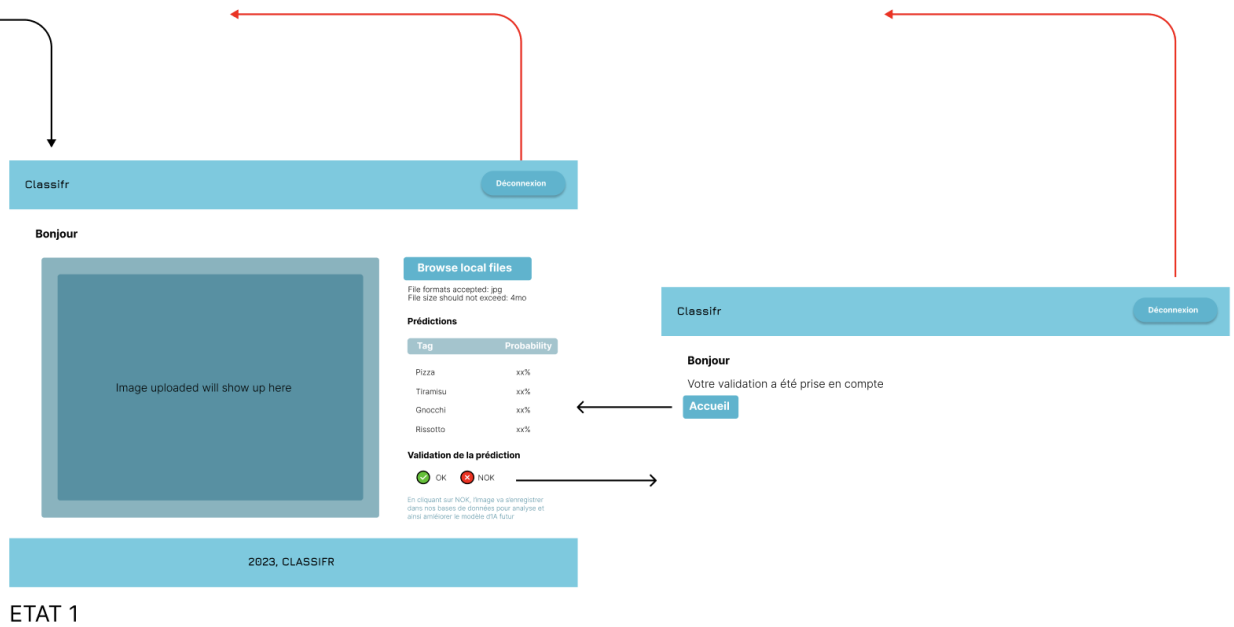 Classifr
Déconnexion
Bonjour
Browse local files
File formats accepted: jpg
File size should not exceed: 4mo
Prédictions
Tag Probability
Pizza xx%
Tiramisu xx%
Gnocchi xx%
Rissotto xx%
Image uploaded will show up here
Validation de la prédiction
OK NOK
En cliquant sur NOK, l'image va s'enregistrer
dans nos bases de données pour analyse et
ainsi améliorer le modèle d'IA futur
2023, CLASSIFR
ETAT 1
Classifr
Déconnexion
Bonjour
Votre validation a été prise en compte
Accueil